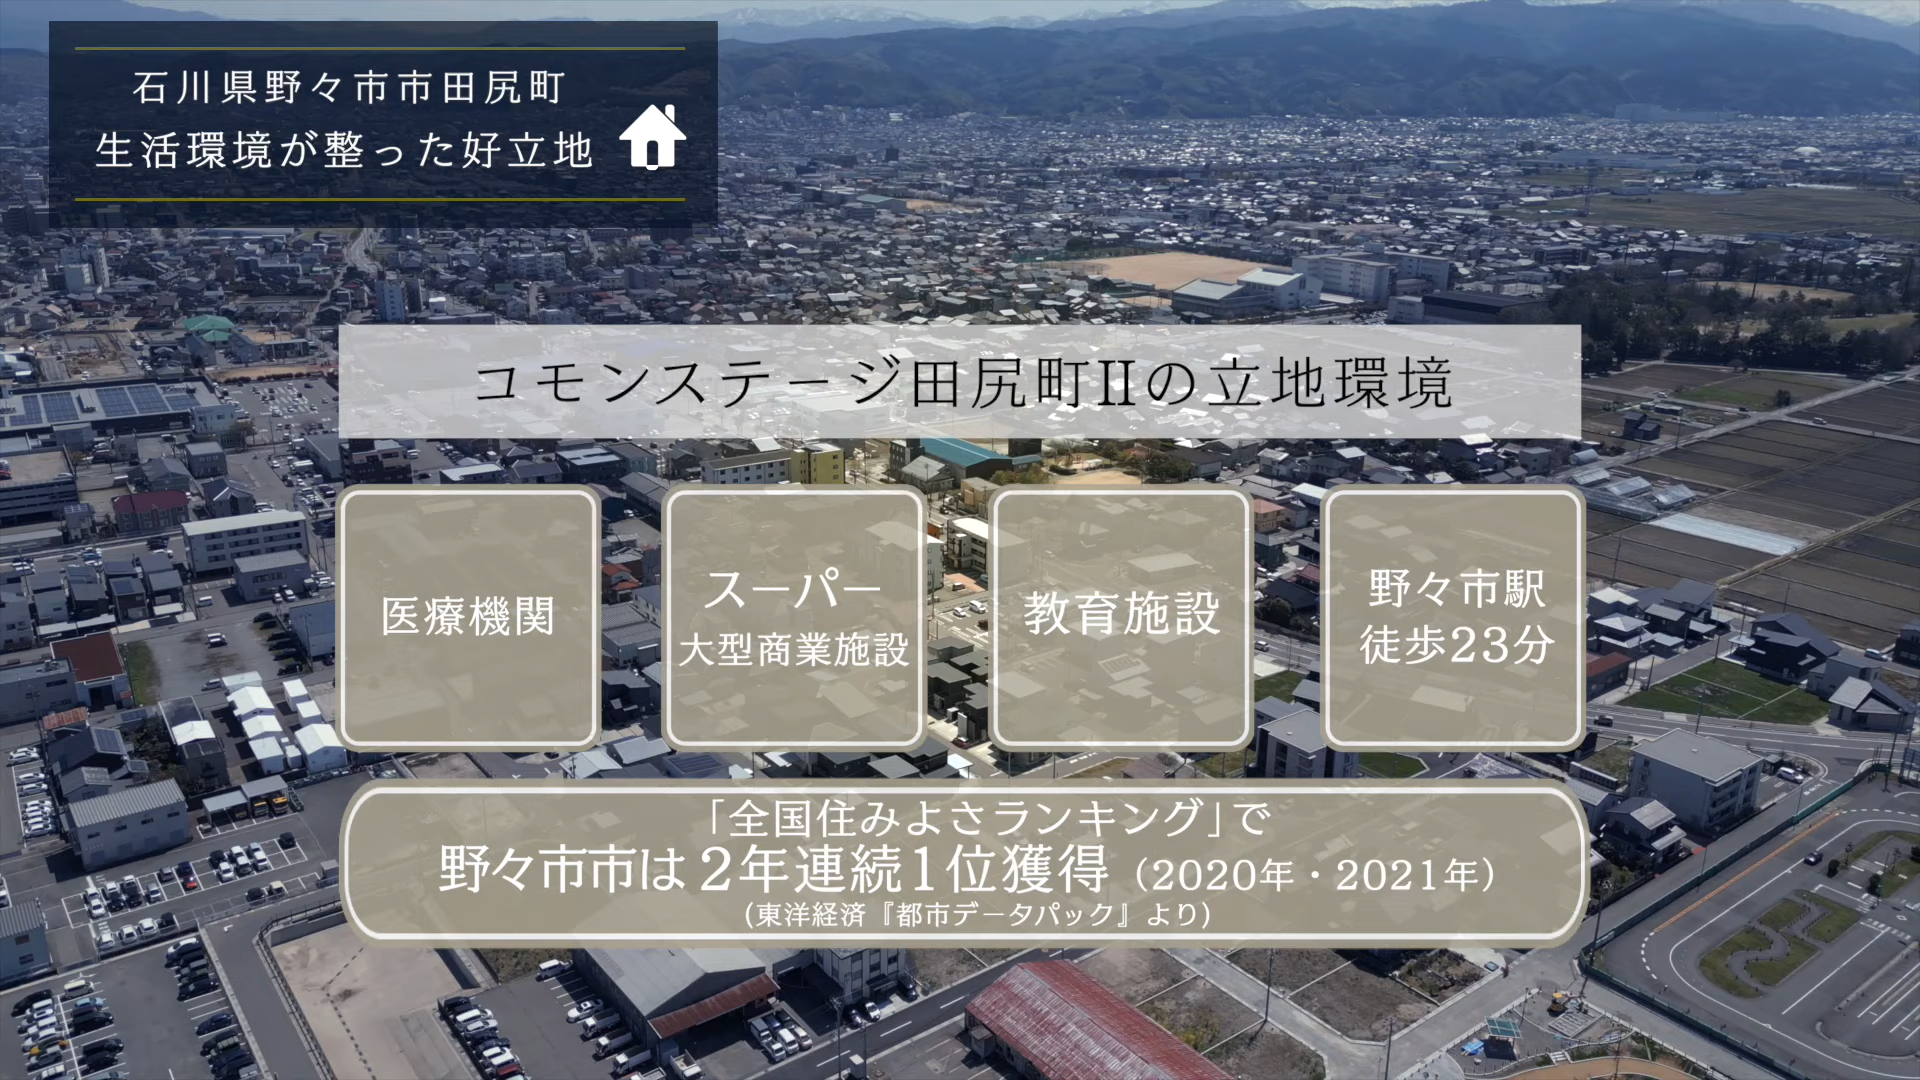 石川県野々市市田尻町
生活環境が整った好立地
コモンステージ田尻町IIの立地環境
医療機関
スーパー
大型商業施設
教育施設
野々市駅
徒歩23分
「全国住みよさランキング」で
野々市市は2年連続1位獲得（2020年・2021年）
(東洋経済『都市データパック』より)